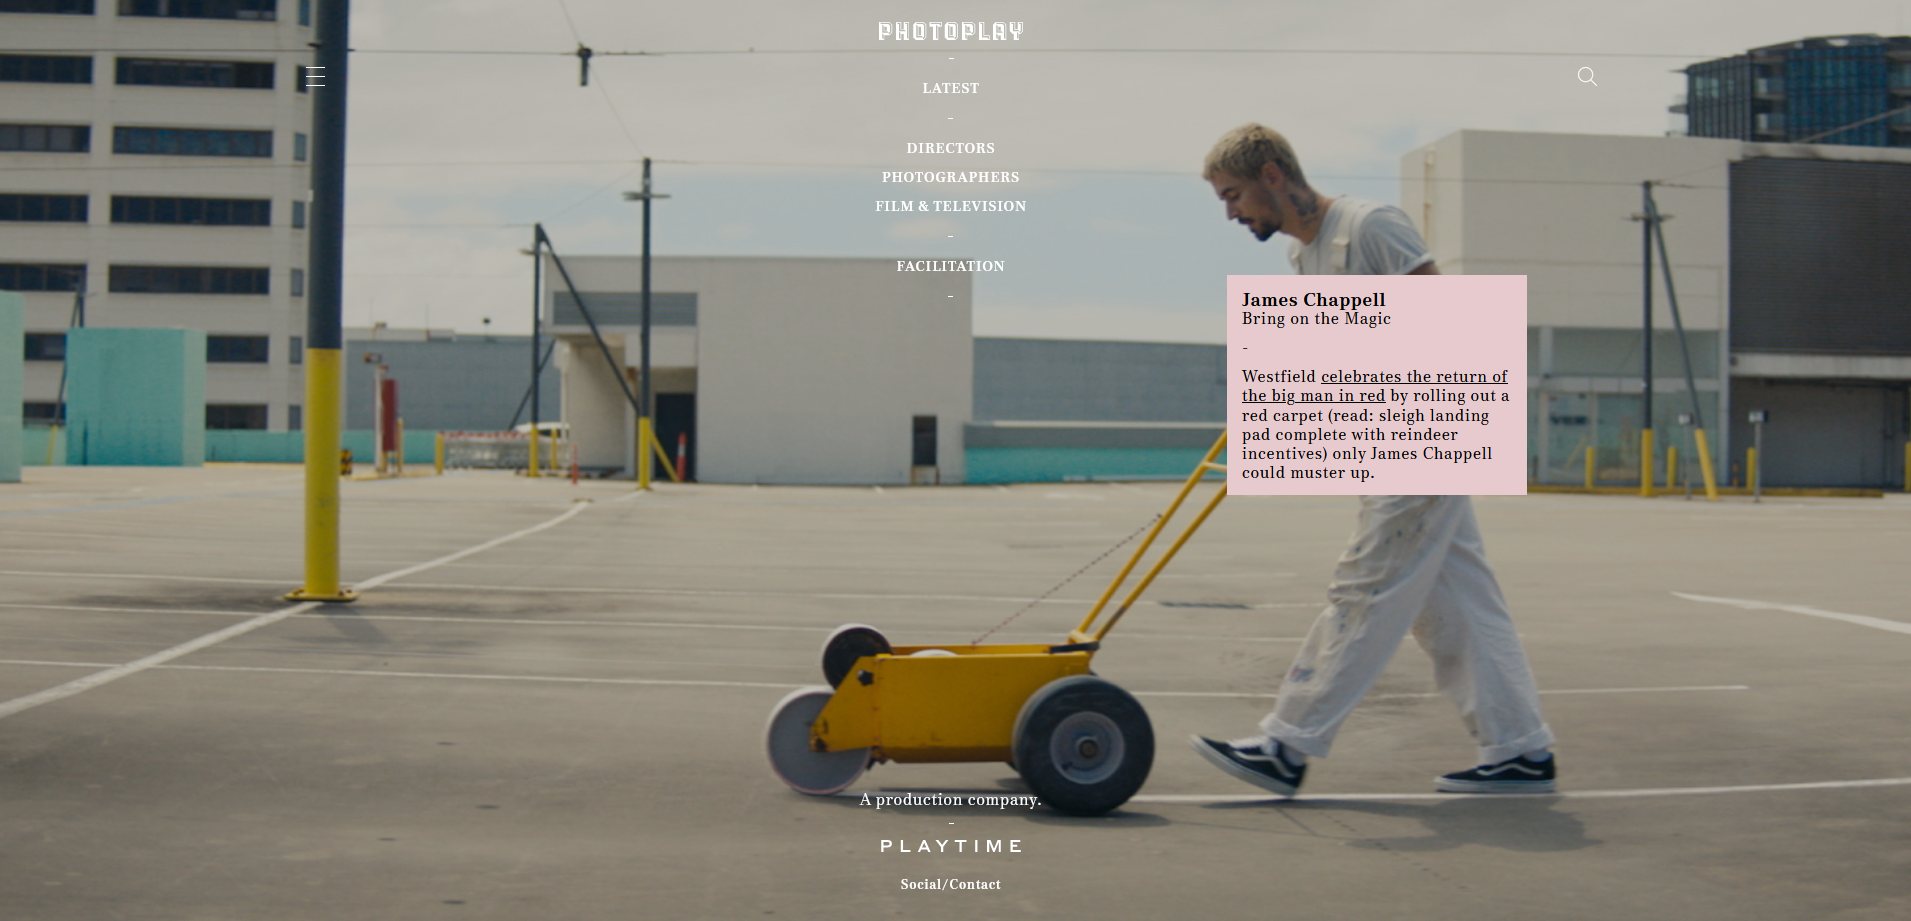 PHOTOPLAY
–
LATEST
–
DIRECTORS
PHOTOGRAPHERS
FILM & TELEVISION
–
FACILITATION
–
James Chappell
Bring on the Magic
-
Westfield celebrates the return of
the big man in red by rolling out a
red carpet (read: sleigh landing
pad complete with reindeer
incentives) only James Chappell
could muster up.
A production company.
–
PLAYTIME
Social/Contact